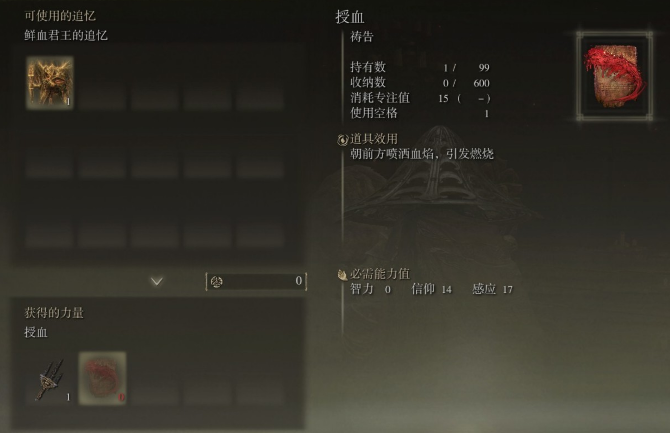 可使用的追忆
鲜血君王的追忆
1
0
获得的力量
授血
1
0
授血
祷告
持有数 1 / 99
收纳数 0 / 600
消耗专注值 15 ( - )
使用空格 1
道具效用
朝前方喷洒血焰，引发燃烧
必需能力值
智力 0 信仰 14 感应 17